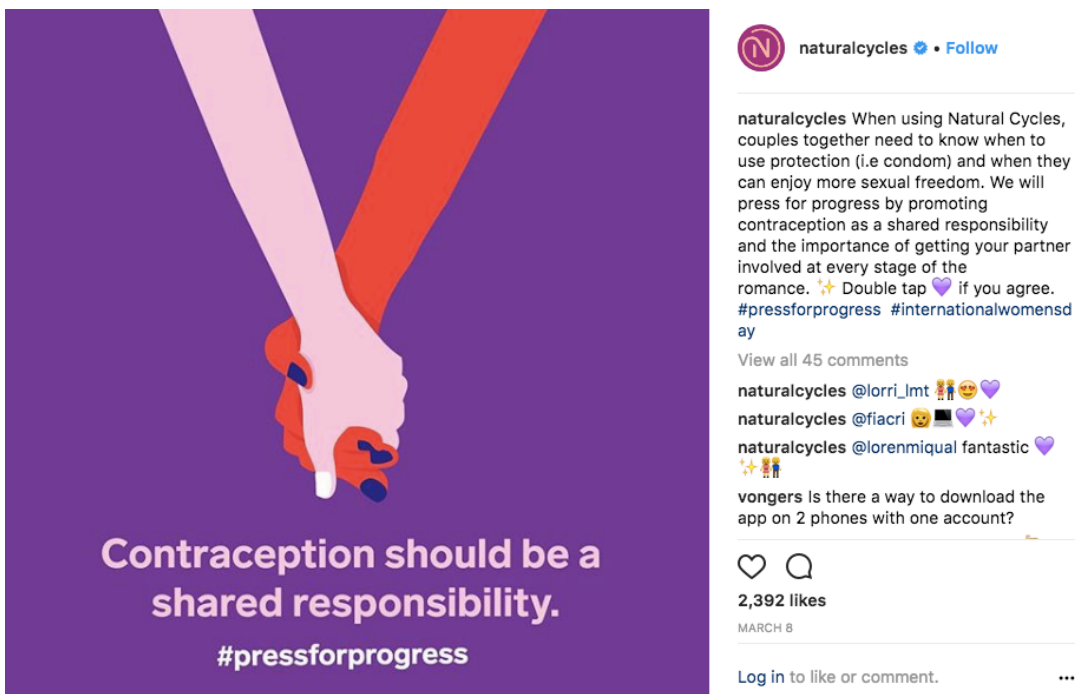 Contraception should be a
shared responsibility.
#pressforprogress
naturalcycles • Follow
naturalcycles When using Natural Cycles,
couples together need to know when to
use protection (i.e condom) and when they
can enjoy more sexual freedom. We will
press for progress by promoting
contraception as a shared responsibility
and the importance of getting your partner
involved at every stage of the
romance. ✨ Double tap 💜 if you agree.
#pressforprogress #internationalwomensd
ay
View all 45 comments
naturalcycles @lorri_lmt 👫😍💜
naturalcycles @fiacri 👩💻💜✨
naturalcycles @lorenmiqual fantastic 💜
✨👫
vongers Is there a way to download the
app on 2 phones with one account?
2,392 likes
MARCH 8
Log in to like or comment.